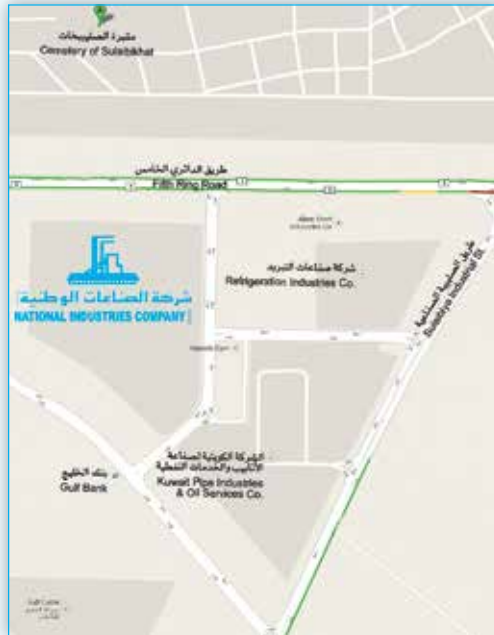 مقبرة الصليبيخات
Cemetery of Sulaibikhat
طريق الدائري الخامس
Fifth Ring Road
شركة صناعات التبريد
Refrigeration Industries Co.
شركة الصناعات الوطنية
NATIONAL INDUSTRIES COMPANY
طريق الصليبية الصناعية
Sulaibiya Industrial St.
الشركة الكويتية لصناعة
الأنابيب والخدمات النفطية
Kuwait Pipe Industries
& Oil Services Co.
بنك الخليج
Gulf Bank